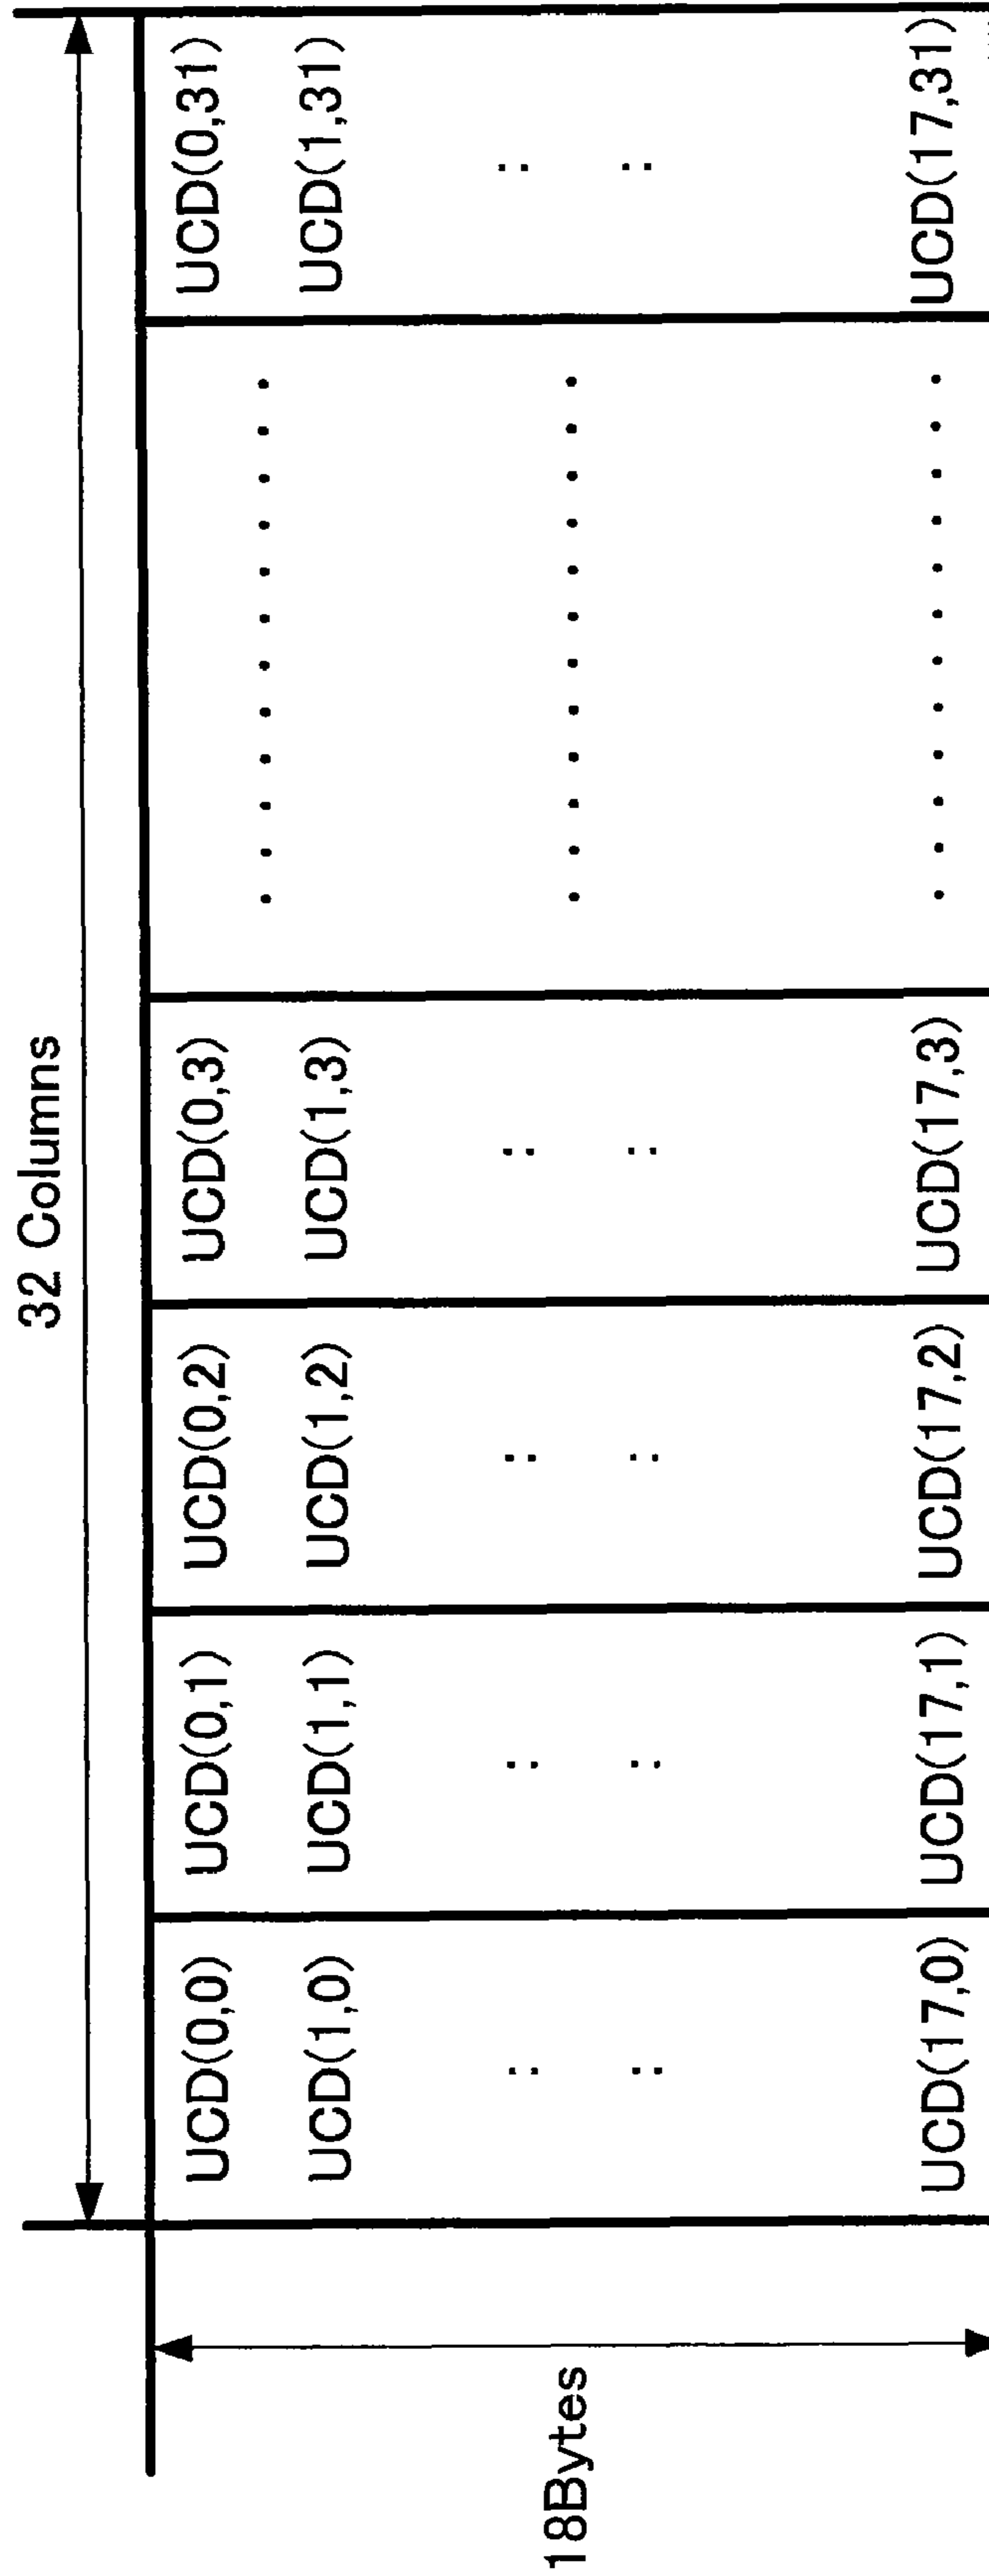 32 Columns
18Bytes
UCD(0,0) UCD(0,1) UCD(0,2) UCD(0,3) . . . . . . . . . . . . UCD(0,31)
UCD(1,0) UCD(1,1) UCD(1,2) UCD(1,3) UCD(1,31)
: : : : . . . . . . . . . . . . :
: : : : :
UCD(17,0) UCD(17,1) UCD(17,2) UCD(17,3) . . . . . . . . . . . . UCD(17,31)